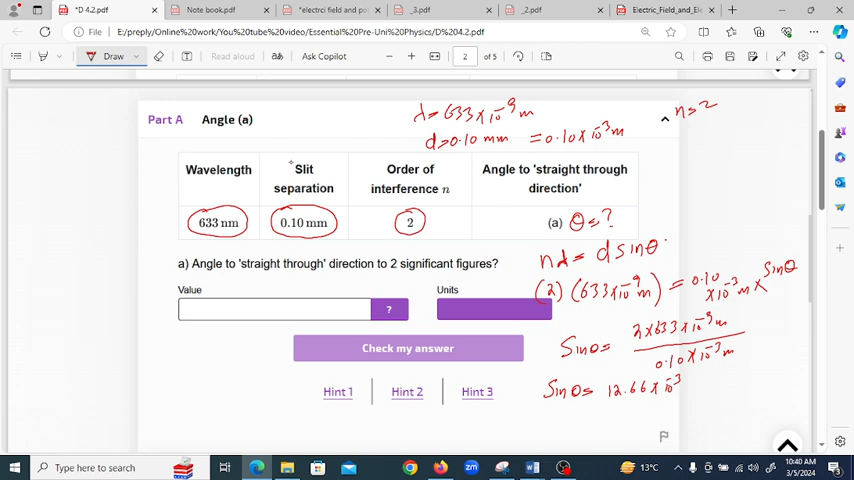 *D 4.2.pdf
Note book.pdf
*electrci field and pot
_3.pdf
_2.pdf
Electric_Field_and_Ele
E:/preply/Online%20work/You%20tube%20video/Essential%20Pre-Uni%20Physics/D%204.2.pdf
Draw
Read aloud
Ask Copilot
2 of 5
λ = 633×10⁻⁹ m
n = 2
Part A Angle (a)
d = 0.10 mm = 0.10×10⁻³ m
Wavelength
Slit separation
Order of interference n
Angle to 'straight through direction'
633 nm
0.10 mm
2
(a) θ = ?
nλ = d sinθ
a) Angle to 'straight through' direction to 2 significant figures?
(2) (633×10⁻⁹ m) = 0.10 ×10⁻³ m × sinθ
Value
Units
?
Sinθ = 2×633×10⁻⁹ m / 0.10×10⁻³ m
Check my answer
Sinθ = 12.66×10⁻³
Hint 1
Hint 2
Hint 3
Type here to search
13°C
10:40 AM
3/5/2024